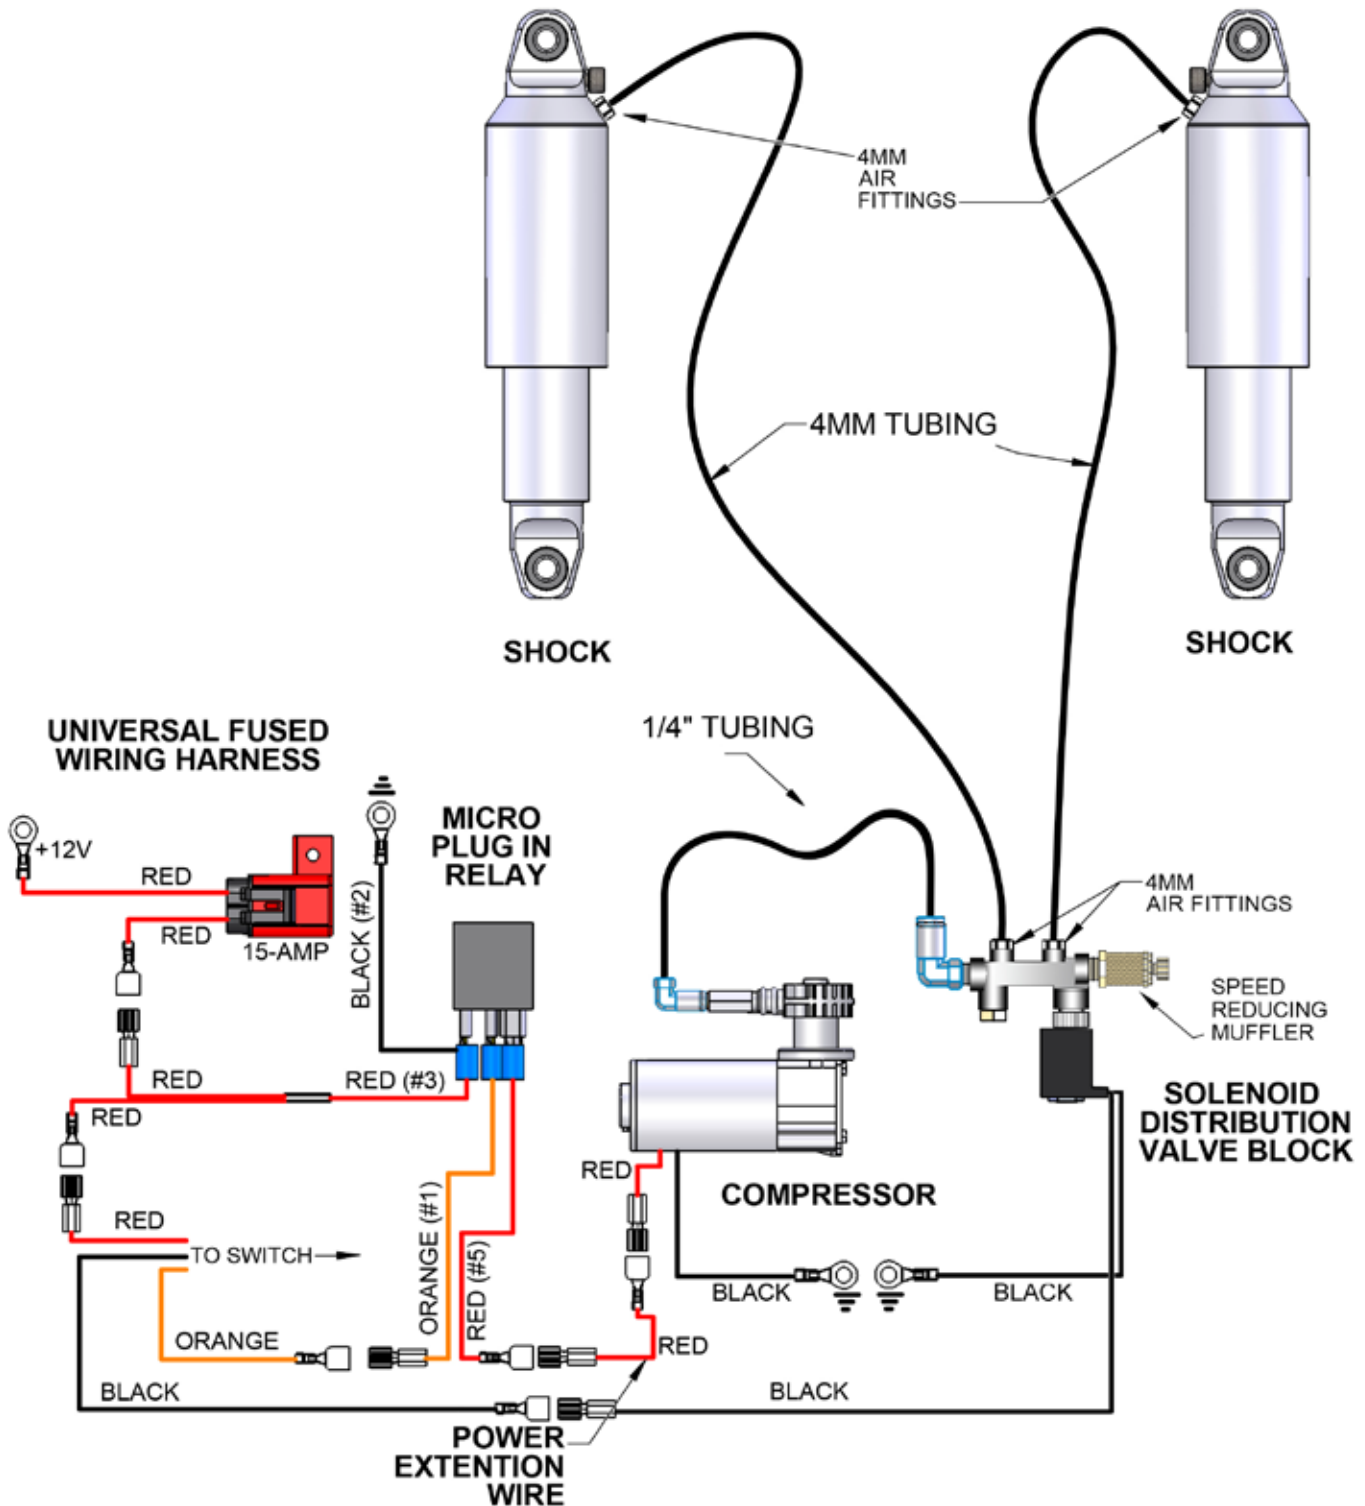 4MM
AIR
FITTINGS
4MM TUBING
SHOCK
SHOCK
1/4" TUBING
UNIVERSAL FUSED
WIRING HARNESS
+12V
RED
RED
15-AMP
BLACK (#2)
MICRO
PLUG IN
RELAY
4MM
AIR FITTINGS
SPEED
REDUCING
MUFFLER
SOLENOID
DISTRIBUTION
VALVE BLOCK
RED
RED (#3)
RED
RED
TO SWITCH
ORANGE (#1)
RED (#5)
RED
COMPRESSOR
BLACK
BLACK
ORANGE
RED
BLACK
BLACK
POWER
EXTENTION
WIRE